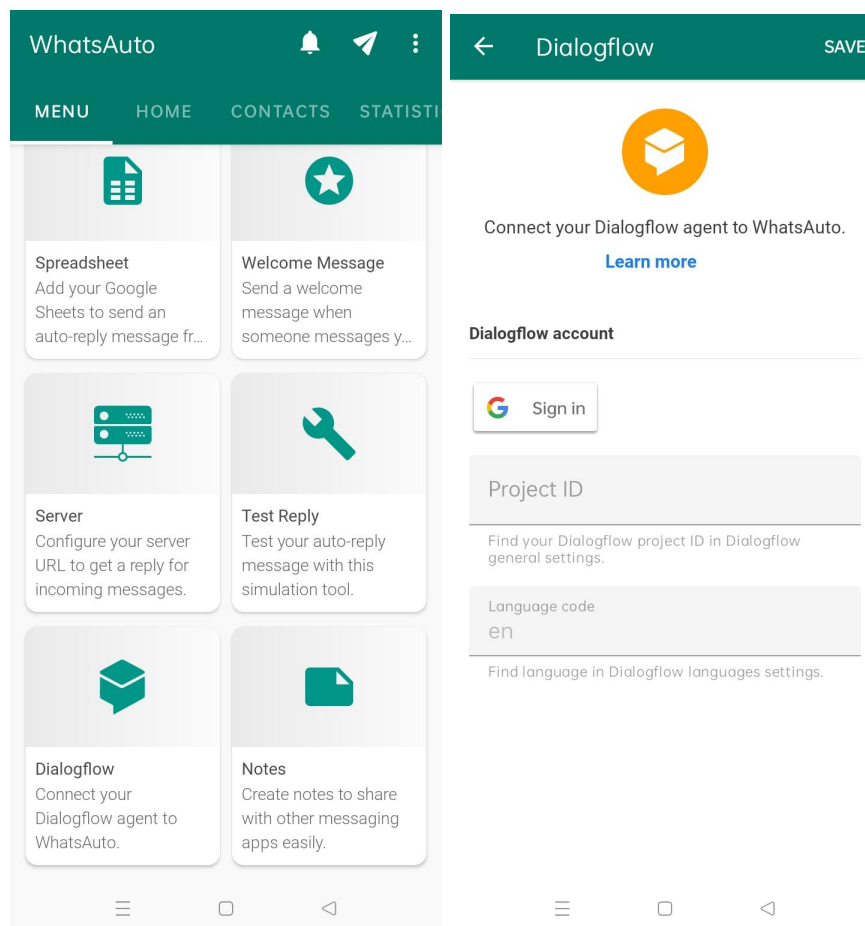 WhatsAuto
MENU HOME CONTACTS STATISTI
Spreadsheet
Add your Google
Sheets to send an
auto-reply message fr...
Welcome Message
Send a welcome
message when
someone messages y...
Server
Configure your server
URL to get a reply for
incoming messages.
Test Reply
Test your auto-reply
message with this
simulation tool.
Dialogflow
Connect your
Dialogflow agent to
WhatsAuto.
Notes
Create notes to share
with other messaging
apps easily.
Dialogflow SAVE
Connect your Dialogflow agent to WhatsAuto.
Learn more
Dialogflow account
Sign in
Project ID
Find your Dialogflow project ID in Dialogflow
general settings.
Language code
en
Find language in Dialogflow languages settings.